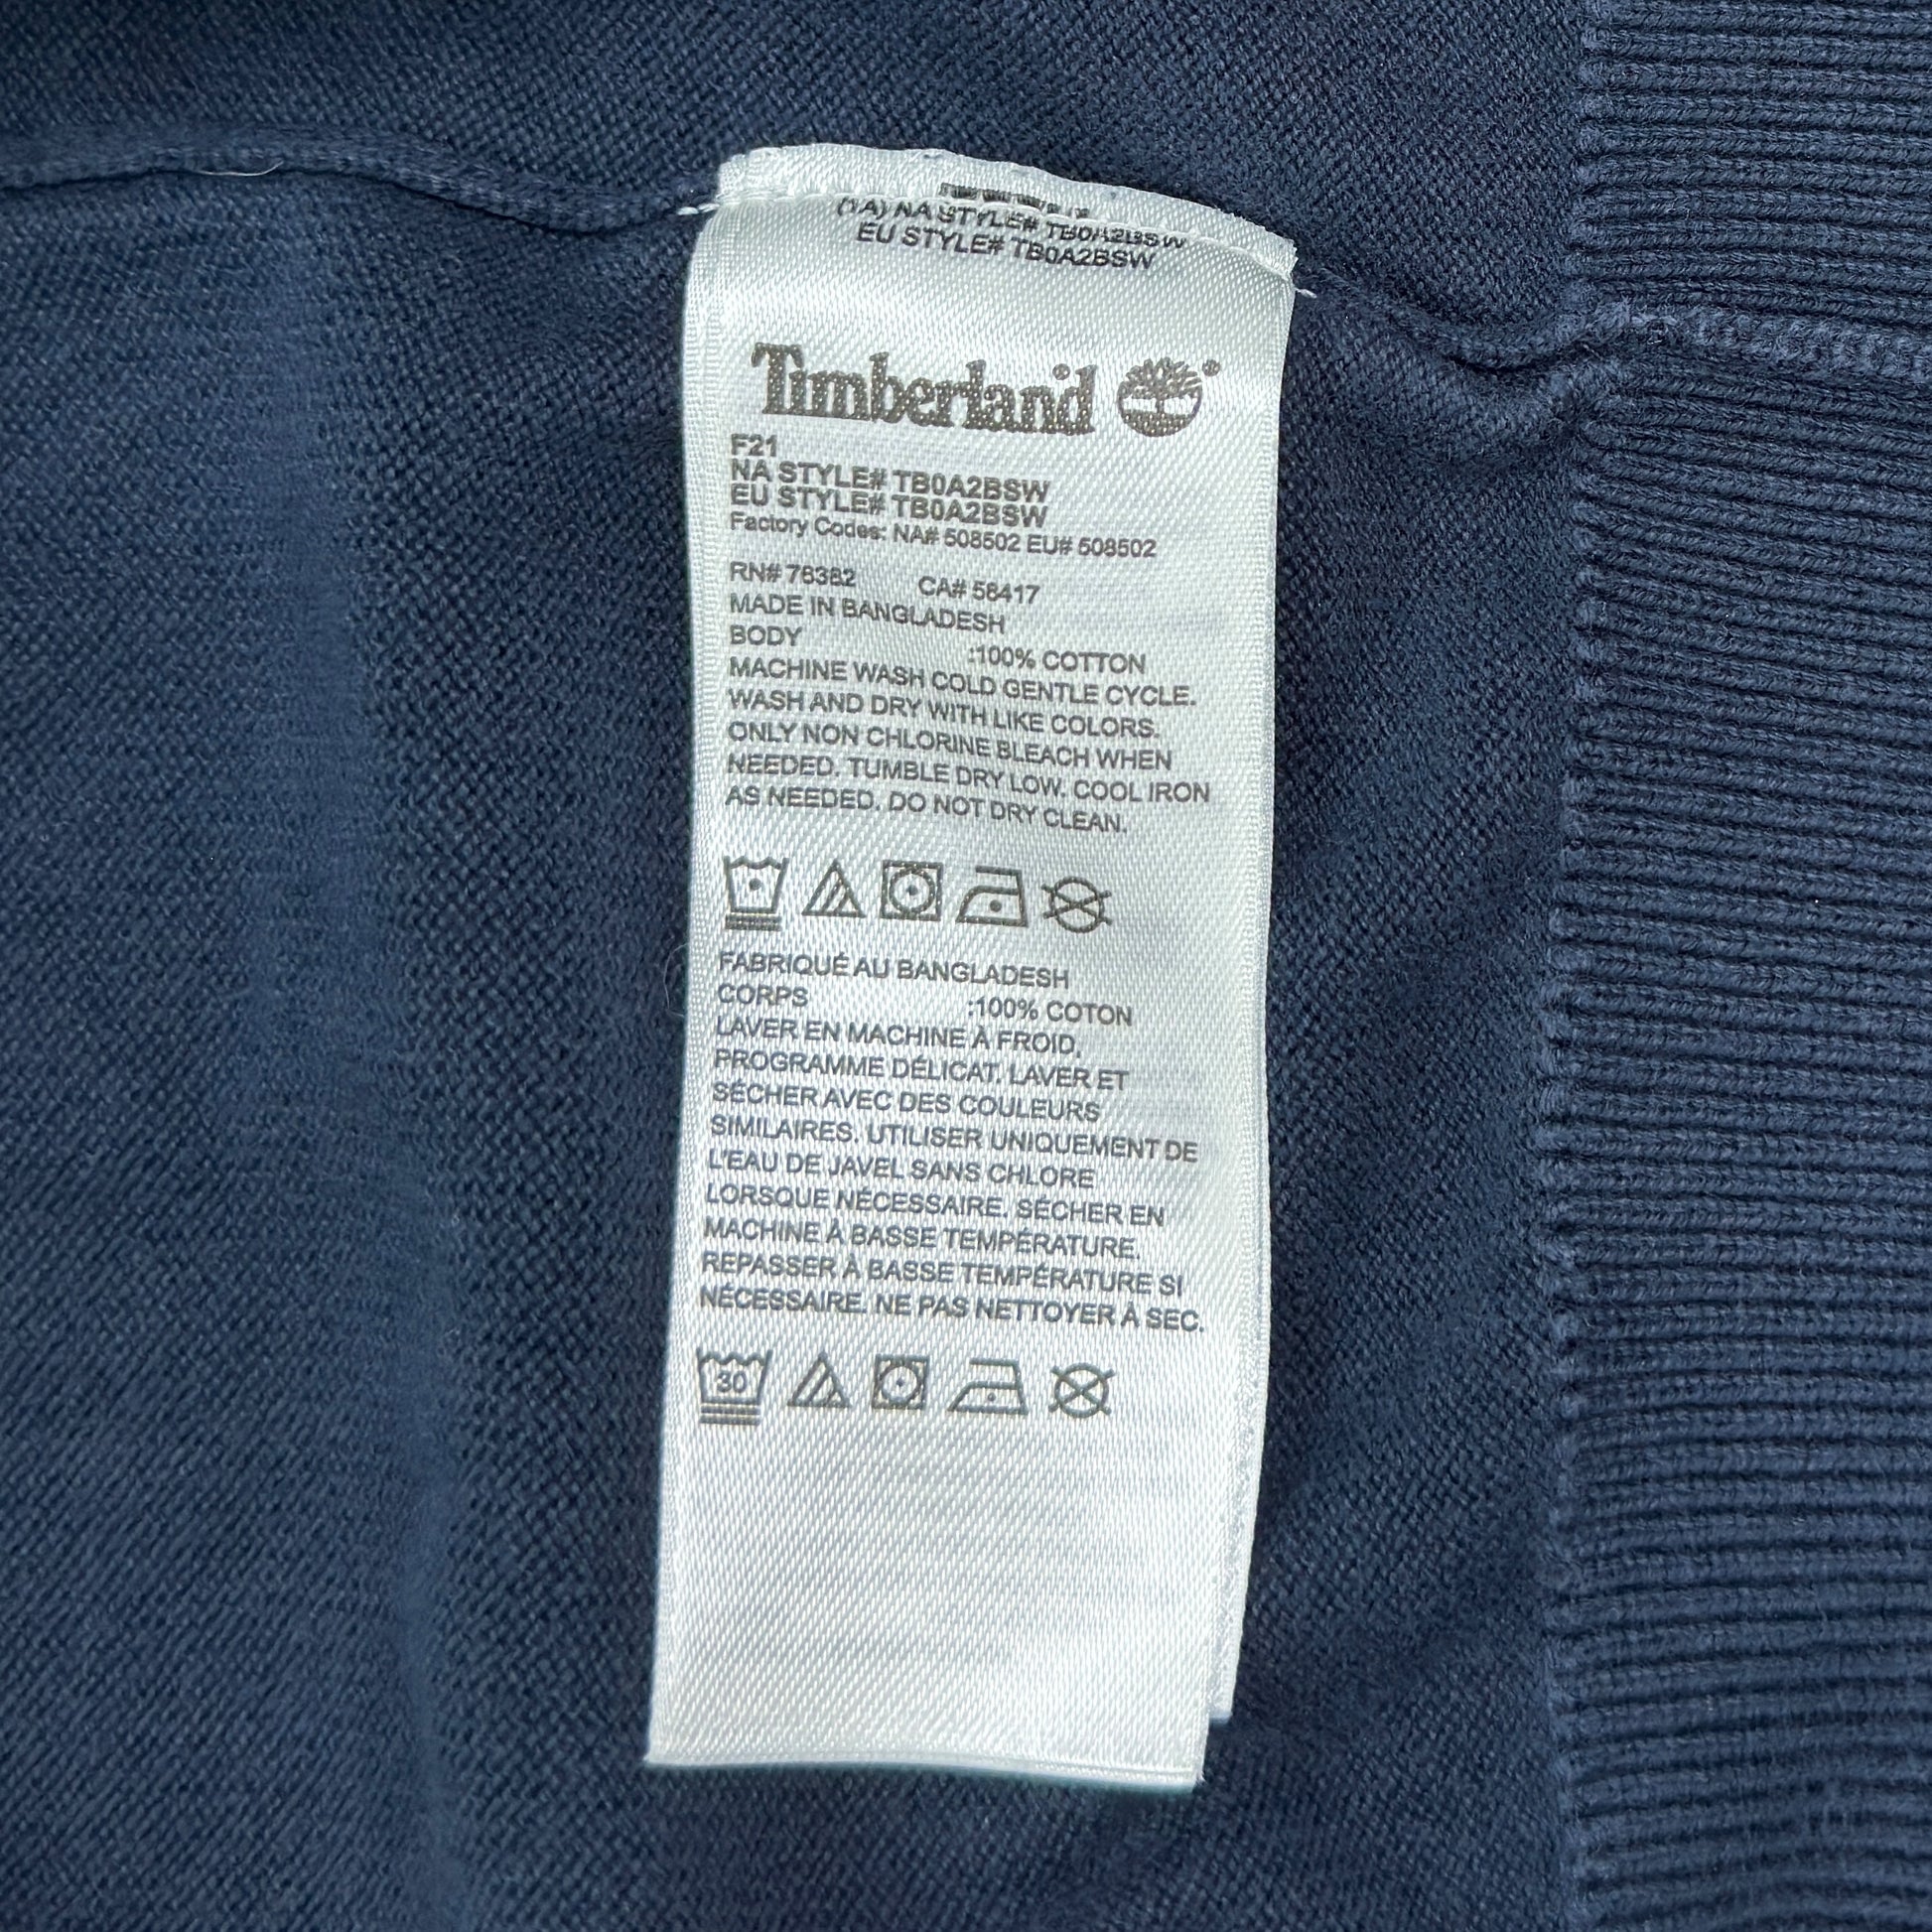 (1A) NA STYLE# TB0A2BSW
EU STYLE# TB0A2BSW
Timberland ®
F21
NA STYLE# TB0A2BSW
EU STYLE# TB0A2BSW
Factory Codes: NA# 508502 EU# 508502
RN# 76382 CA# 58417
MADE IN BANGLADESH
BODY :100% COTTON
MACHINE WASH COLD GENTLE CYCLE.
WASH AND DRY WITH LIKE COLORS.
ONLY NON CHLORINE BLEACH WHEN
NEEDED. TUMBLE DRY LOW. COOL IRON
AS NEEDED. DO NOT DRY CLEAN.
FABRIQUÉ AU BANGLADESH
CORPS :100% COTON
LAVER EN MACHINE À FROID,
PROGRAMME DÉLICAT. LAVER ET
SÉCHER AVEC DES COULEURS
SIMILAIRES. UTILISER UNIQUEMENT DE
L'EAU DE JAVEL SANS CHLORE
LORSQUE NÉCESSAIRE. SÉCHER EN
MACHINE À BASSE TEMPÉRATURE.
REPASSER À BASSE TEMPÉRATURE SI
NÉCESSAIRE. NE PAS NETTOYER À SEC.
30